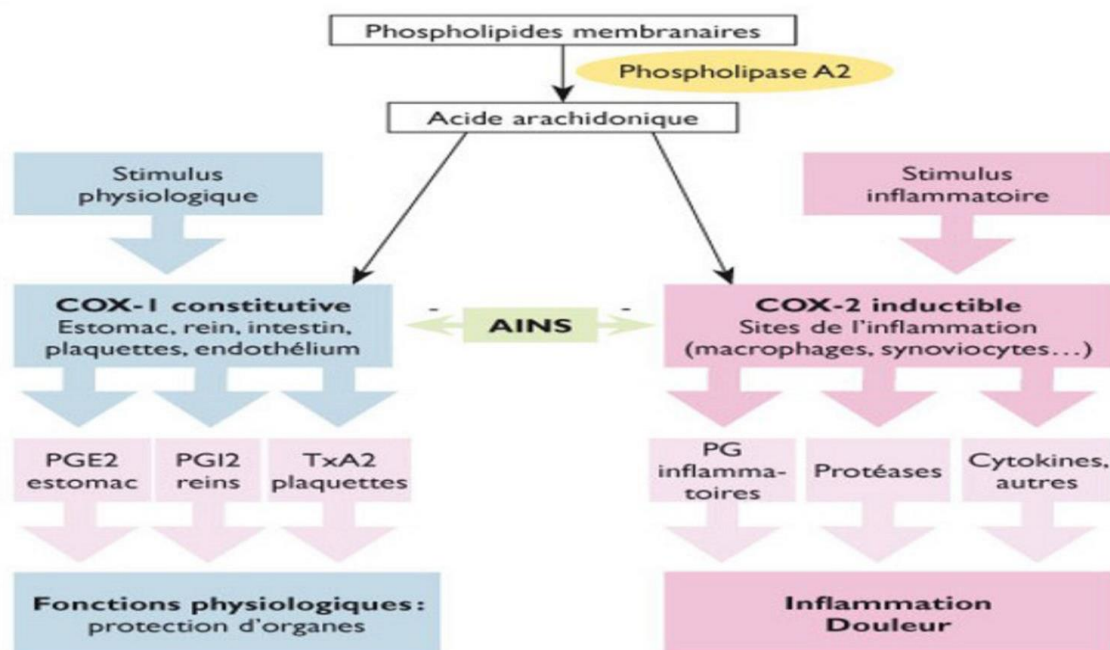 Phospholipides membranaires
Phospholipase A2
Acide arachidonique
Stimulus
physiologique
Stimulus
inflammatoire
COX-1 constitutive
Estomac, rein, intestin,
plaquettes, endothélium
-
AINS
-
COX-2 inductible
Sites de l'inflammation
(macrophages, synoviocytes…)
PGE2
estomac
PGI2
reins
TxA2
plaquettes
PG
inflamma-
toires
Protéases
Cytokines,
autres
Fonctions physiologiques :
protection d'organes
Inflammation
Douleur